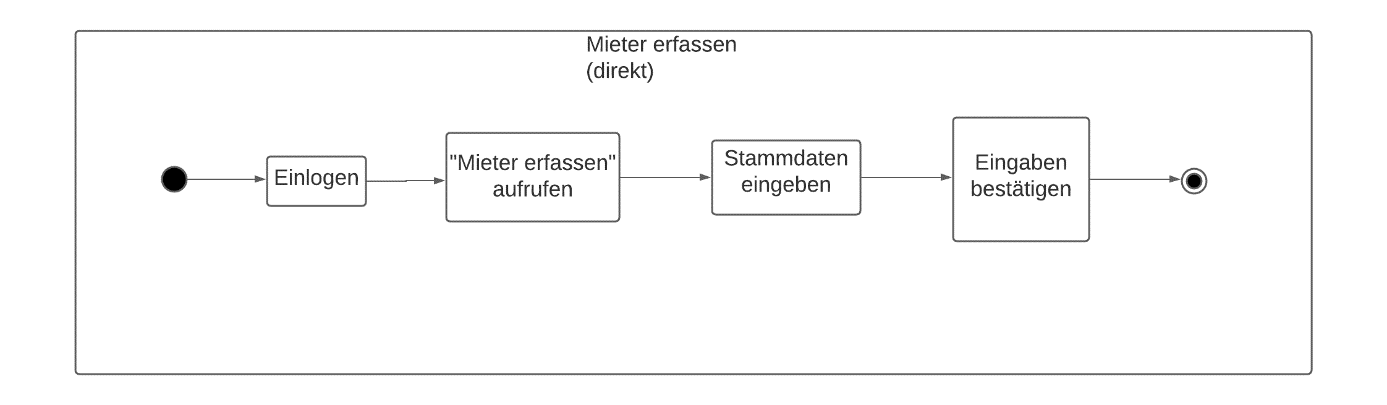 Mieter erfassen
(direkt)
Einlogen
"Mieter erfassen"
aufrufen
Stammdaten
eingeben
Eingaben
bestätigen